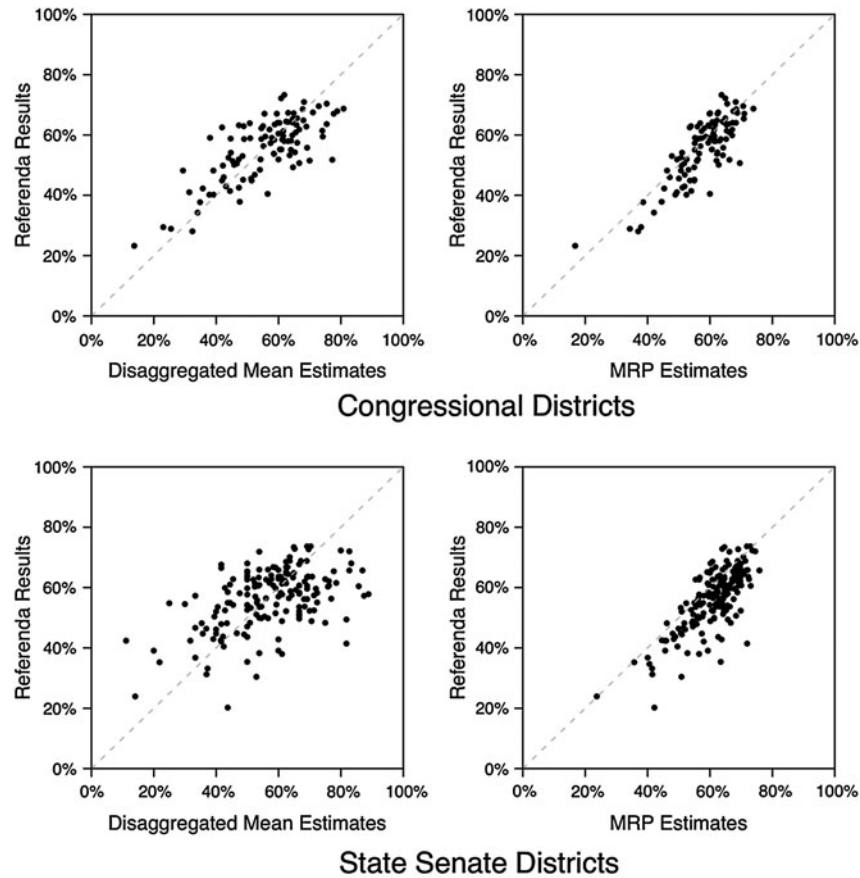 100%
80%
60%
40%
20%
0%
Referenda Results
0% 20% 40% 60% 80% 100%
Disaggregated Mean Estimates
100%
80%
60%
40%
20%
0%
Referenda Results
0% 20% 40% 60% 80% 100%
MRP Estimates
Congressional Districts
100%
80%
60%
40%
20%
0%
Referenda Results
0% 20% 40% 60% 80% 100%
Disaggregated Mean Estimates
100%
80%
60%
40%
20%
0%
Referenda Results
0% 20% 40% 60% 80% 100%
MRP Estimates
State Senate Districts